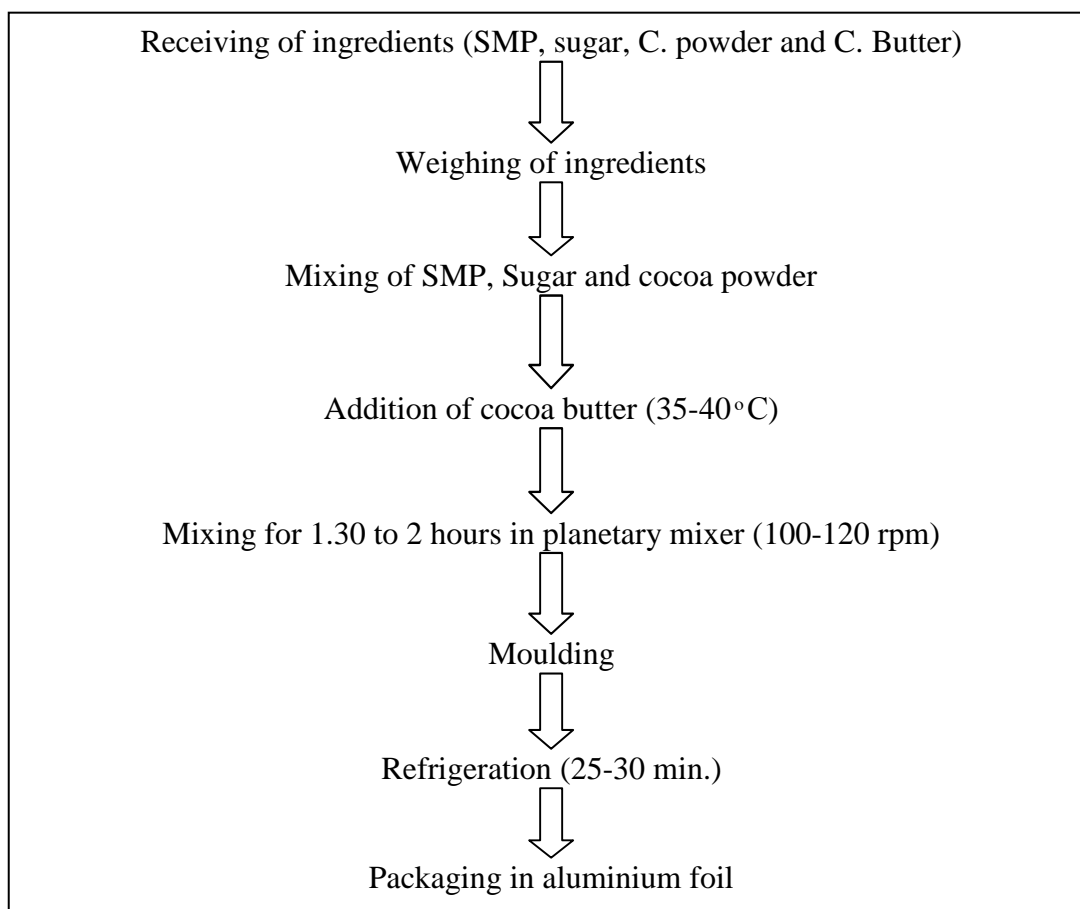 Receiving of ingredients (SMP, sugar, C. powder and C. Butter)
Weighing of ingredients
Mixing of SMP, Sugar and cocoa powder
Addition of cocoa butter (35-40°C)
Mixing for 1.30 to 2 hours in planetary mixer (100-120 rpm)
Moulding
Refrigeration (25-30 min.)
Packaging in aluminium foil